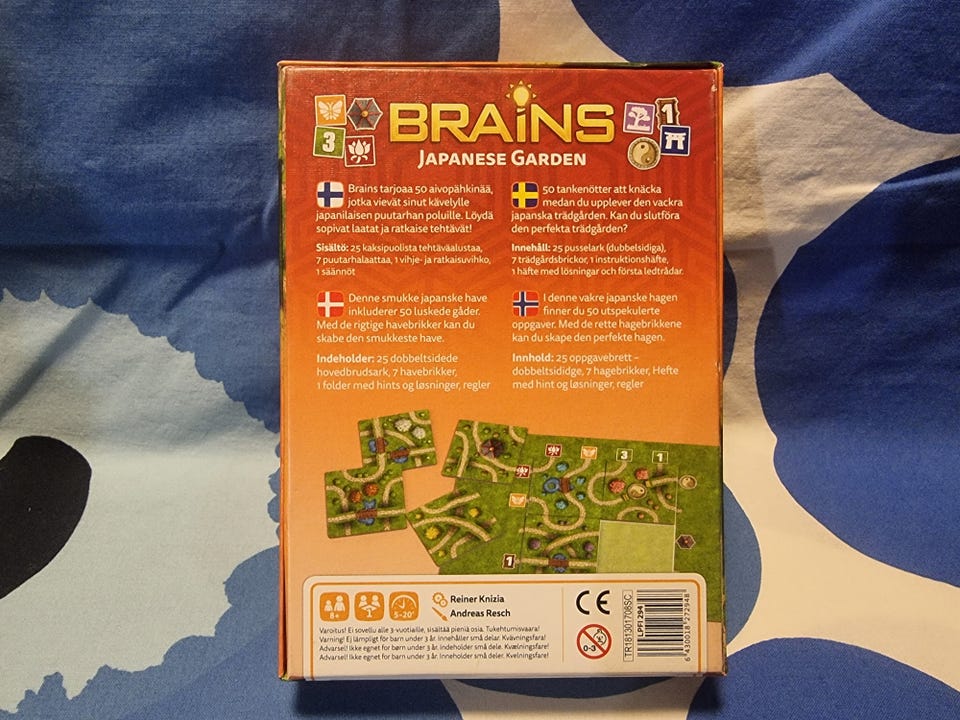 BRAiNS
JAPANESE GARDEN
3
1
Brains tarjoaa 50 aivopähkinää,
jotka vievät sinut kävelylle
japanilaisen puutarhan poluille. Löydä
sopivat laatat ja ratkaise tehtävät!
Sisältö: 25 kaksipuolista tehtäväalustaa,
7 puutarhalaattaa, 1 vihje- ja ratkaisuvihko,
1 säännöt
50 tankenötter att knäcka
medan du upplever den vackra
japanska trädgården. Kan du slutföra
den perfekta trädgården?
Innehåll: 25 pusselark (dubbelsidiga),
7 trädgårdsbrickor, 1 instruktionshäfte,
1 häfte med lösningar och första ledtrådar.
Denne smukke japanske have
inkluderer 50 luskede gåder.
Med de rigtige havebrikker kan du
skabe den smukkeste have.
Indeholder: 25 dobbeltsidede
hovedbrudsark, 7 havebrikker,
1 folder med hints og løsninger, regler
I denne vakre japanske hagen
finner du 50 utspekulerte
oppgaver. Med de rette hagebrikkene
kan du skape den perfekte hagen.
Innhold: 25 oppgavebrett –
dobbeltsididge, 7 hagebrikker, Hefte
med hint og løsninger, regler
3
1
1
8+
5-20'
Reiner Knizia
Andreas Resch
Varoitus! Ei sovellu alle 3-vuotiaille, sisältää pieniä osia. Tukehtumisvaara!
Varning! Ej lämpligt för barn under 3 år. Innehåller små delar. Kvävningsfara!
Advarsel! Ikke egnet for børn under 3 år. Indeholder små dele. Kvælningsfare!
Advarsel! Ikke egnet for barn under 3 år. Inneholder små deler. Kvelningsfare!
CE
0-3
TR181301708SC
LPFI 294
6 430018 272948